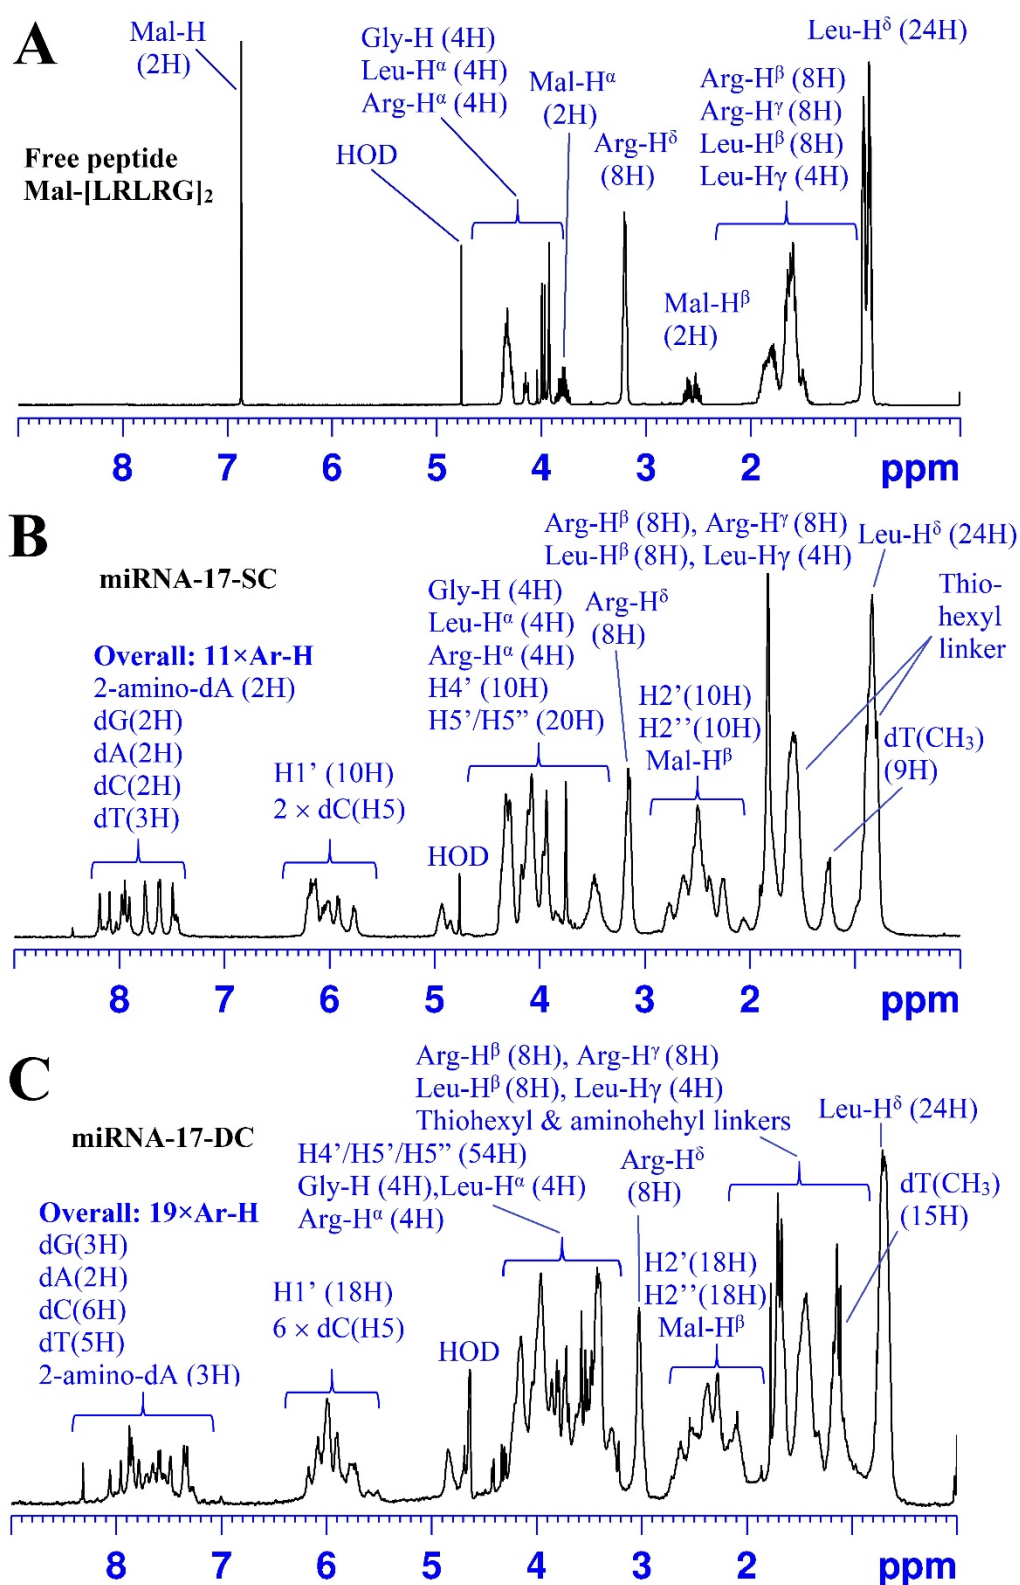 A
Mal-H
(2H)
Gly-H (4H)
Leu-Hα (4H)
Arg-Hα (4H)
Mal-Hα
(2H)
Leu-Hδ (24H)
Arg-Hβ (8H)
Arg-Hγ (8H)
Leu-Hβ (8H)
Leu-Hγ (4H)
HOD
Arg-Hδ
(8H)
Free peptide
Mal-[LRLRG]2
Mal-Hβ
(2H)
8 7 6 5 4 3 2 ppm
B
miRNA-17-SC
Arg-Hβ (8H), Arg-Hγ (8H)
Leu-Hβ (8H), Leu-Hγ (4H)
Leu-Hδ (24H)
Thio-
hexyl
linker
Gly-H (4H)
Leu-Hα (4H)
Arg-Hα (4H)
H4’ (10H)
H5’/H5” (20H)
Arg-Hδ
(8H)
Overall: 11×Ar-H
2-amino-dA (2H)
dG(2H)
dA(2H)
dC(2H)
dT(3H)
H2’(10H)
H2’’(10H)
Mal-Hβ
dT(CH3)
(9H)
H1’ (10H)
2 × dC(H5)
HOD
8 7 6 5 4 3 2 ppm
C
miRNA-17-DC
Arg-Hβ (8H), Arg-Hγ (8H)
Leu-Hβ (8H), Leu-Hγ (4H)
Thiohexyl & aminohehyl linkers
Leu-Hδ (24H)
H4’/H5’/H5” (54H)
Gly-H (4H),Leu-Hα (4H)
Arg-Hα (4H)
Arg-Hδ
(8H)
dT(CH3)
(15H)
Overall: 19×Ar-H
dG(3H)
dA(2H)
dC(6H)
dT(5H)
2-amino-dA (3H)
H2’(18H)
H2’’(18H)
Mal-Hβ
H1’ (18H)
6 × dC(H5)
HOD
8 7 6 5 4 3 2 ppm